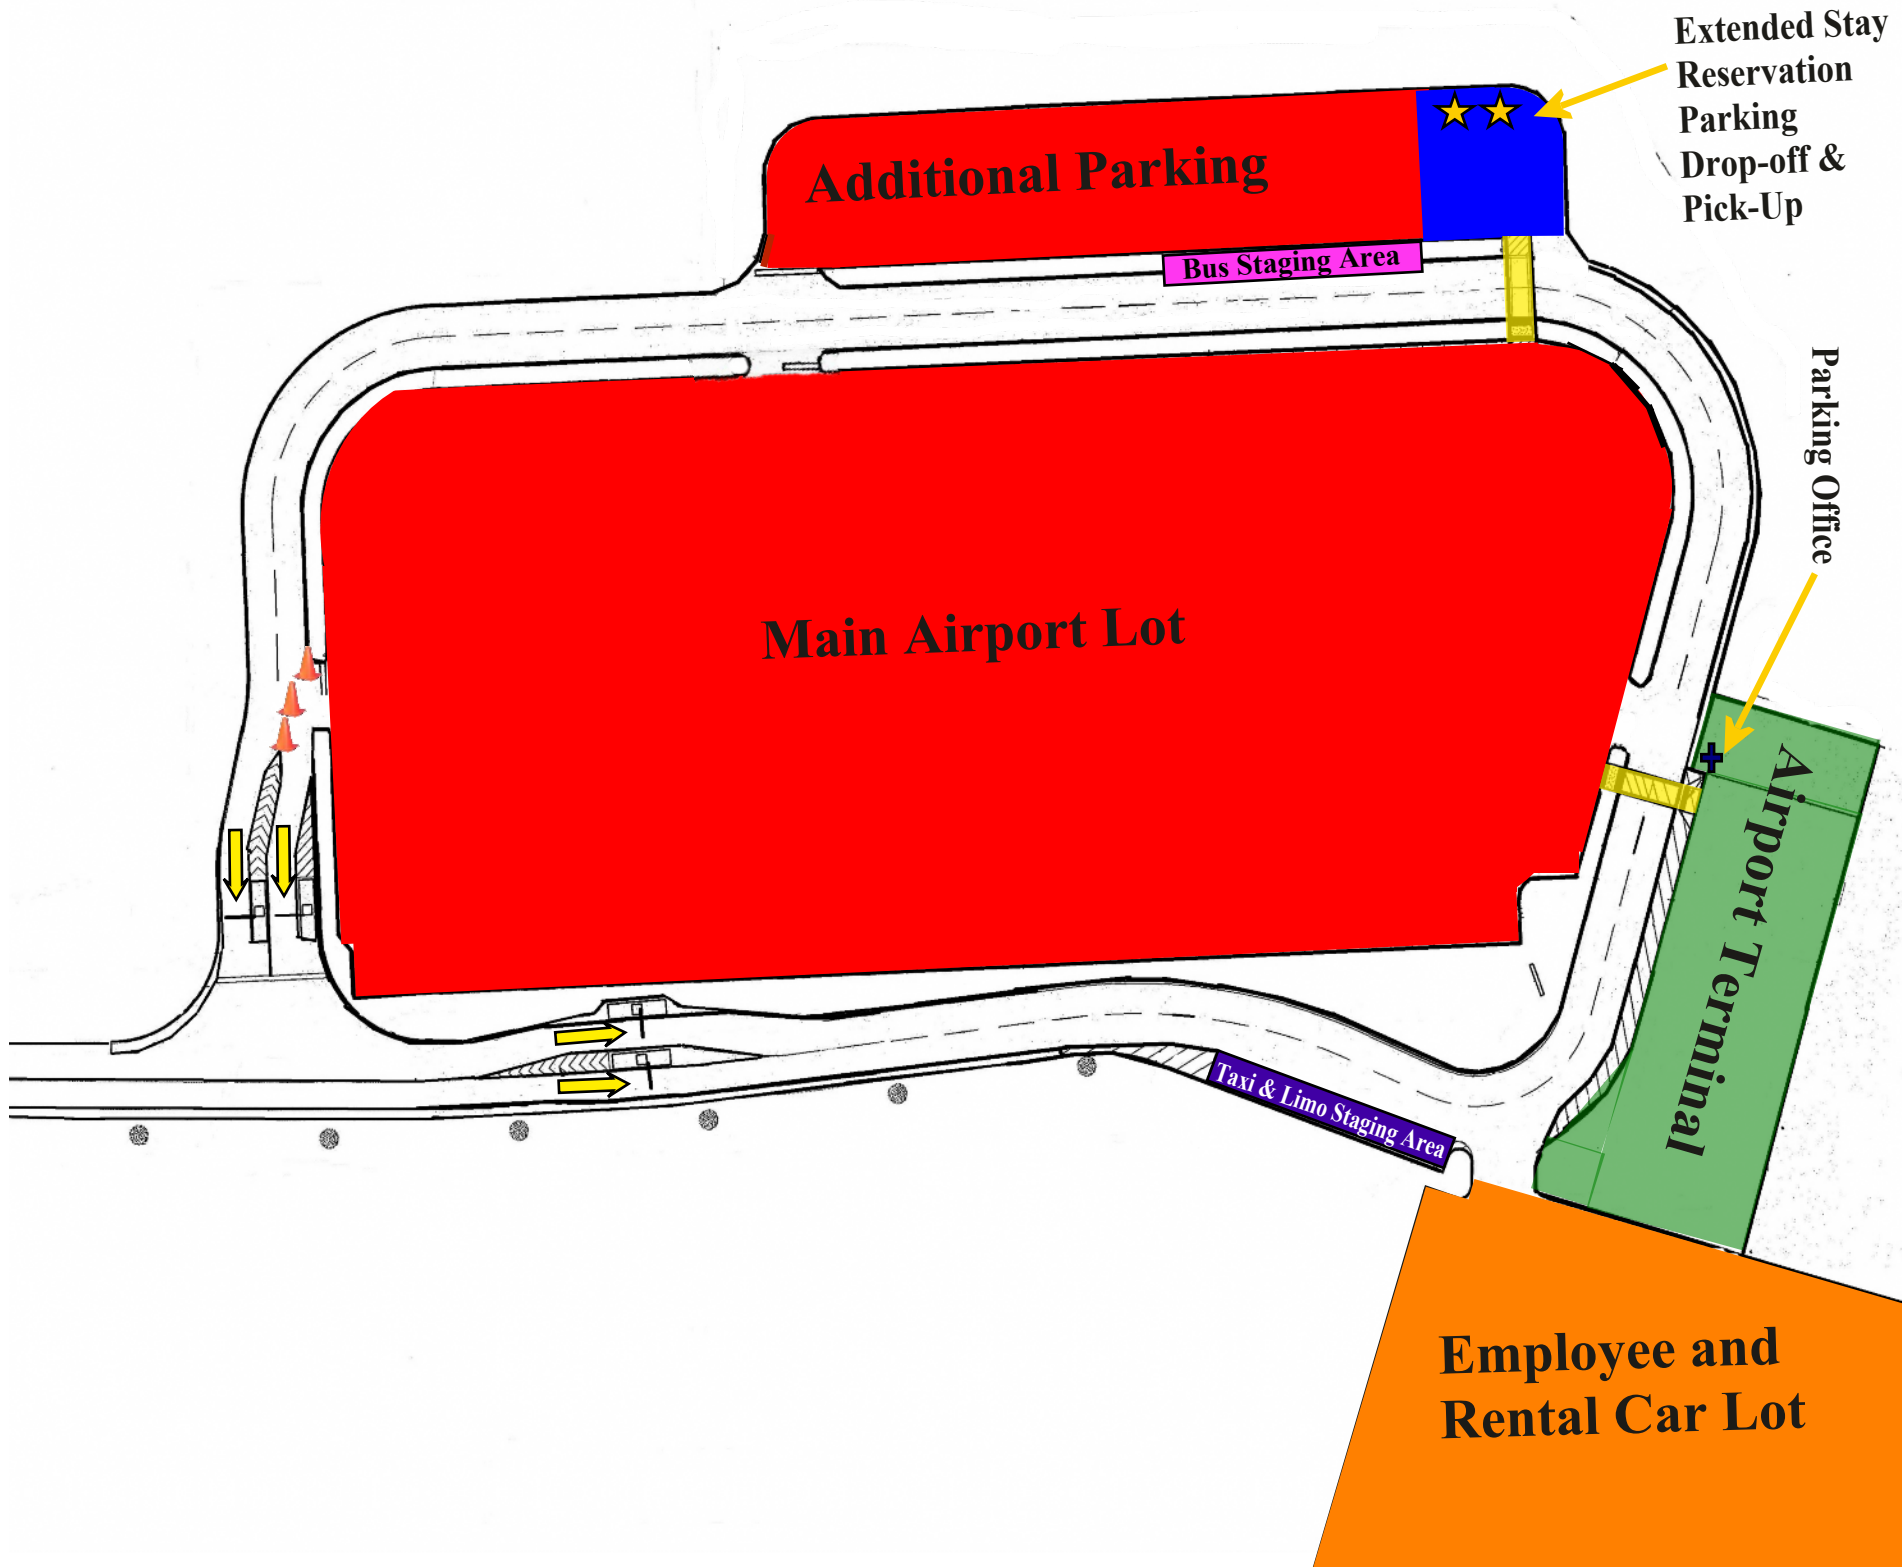 Extended Stay
Reservation
Parking
Drop-off &
Pick-Up
Additional Parking
Bus Staging Area
Parking Office
Main Airport Lot
Airport Terminal
Taxi & Limo Staging Area
Employee and
Rental Car Lot